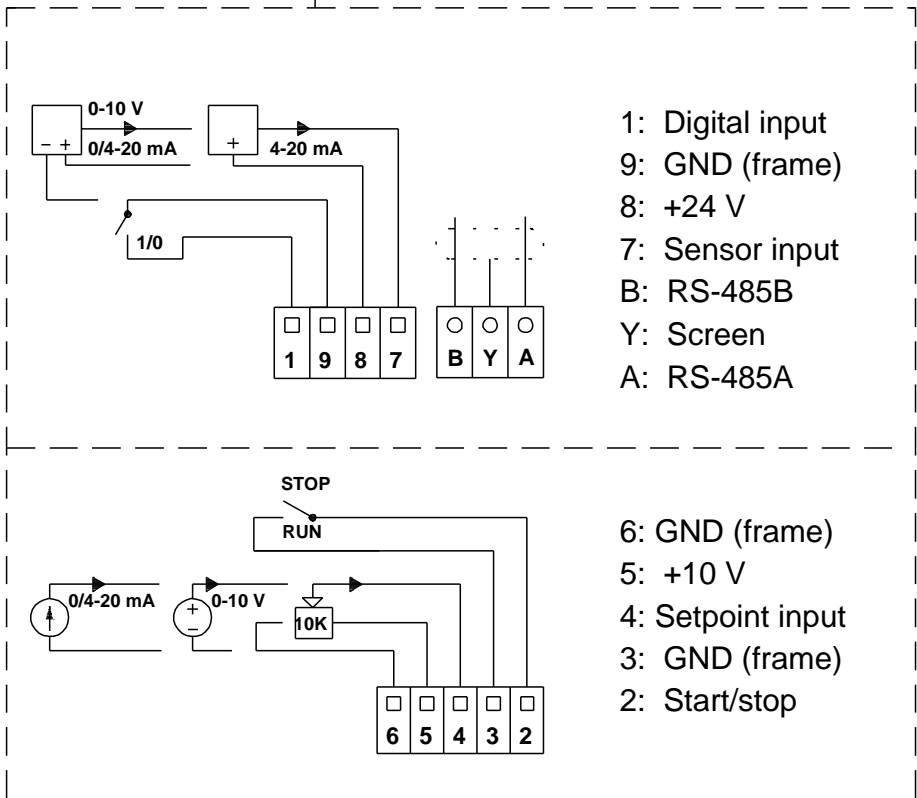 0-10 V
- +
0/4-20 mA
+
4-20 mA
1/0
1 9 8 7
B Y A
1: Digital input
9: GND (frame)
8: +24 V
7: Sensor input
B: RS-485B
Y: Screen
A: RS-485A
STOP
RUN
0/4-20 mA
+
-
0-10 V
10K
6 5 4 3 2
6: GND (frame)
5: +10 V
4: Setpoint input
3: GND (frame)
2: Start/stop